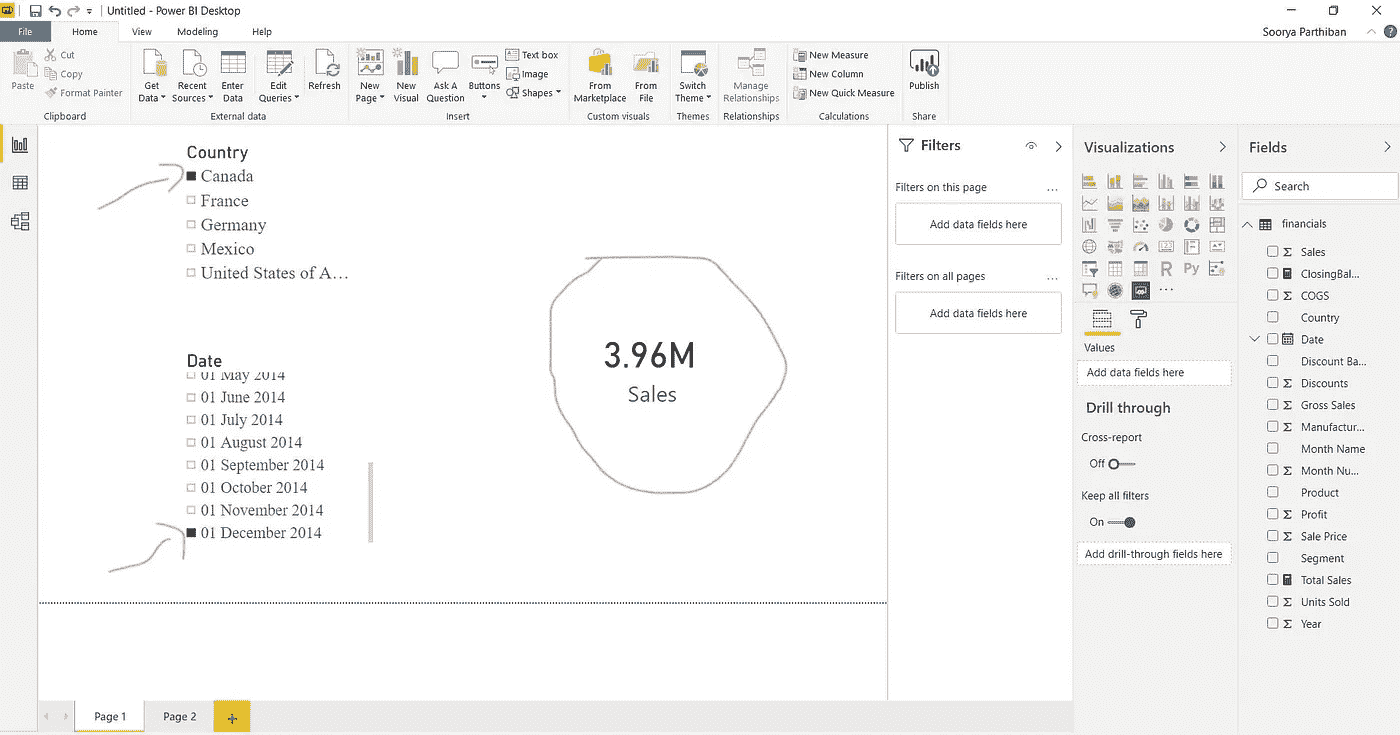 Untitled - Power BI Desktop
File Home View Modeling Help
Soorya Parthiban
Paste
Cut
Copy
Format Painter
Clipboard
Get Data
Recent Sources
Enter Data
Edit Queries
Refresh
External data
New Page
New Visual
Ask A Question
Buttons
Text box
Image
Shapes
Insert
From Marketplace
From File
Custom visuals
Switch Theme
Themes
Manage Relationships
Relationships
New Measure
New Column
New Quick Measure
Calculations
Publish
Share
Country
Canada
France
Germany
Mexico
United States of A...
Date
01 May 2014
01 June 2014
01 July 2014
01 August 2014
01 September 2014
01 October 2014
01 November 2014
01 December 2014
3.96M
Sales
Filters
Filters on this page ...
Add data fields here
Filters on all pages ...
Add data fields here
Visualizations
R Py
123
...
Values
Add data fields here
Drill through
Cross-report
Off
Keep all filters
On
Add drill-through fields here
Fields
Search
financials
Sales
ClosingBal...
COGS
Country
Date
Discount Ba...
Discounts
Gross Sales
Manufactur...
Month Name
Month Nu...
Product
Profit
Sale Price
Segment
Total Sales
Units Sold
Year
Page 1
Page 2
+